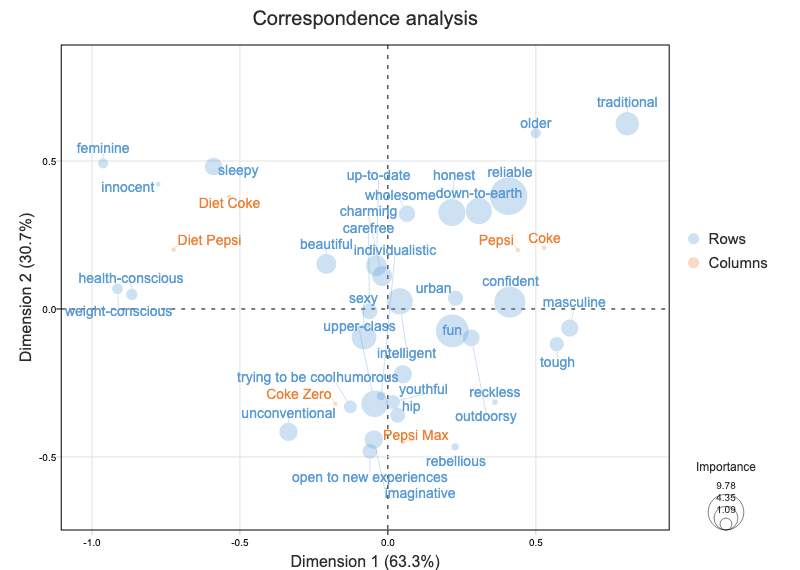 Correspondence analysis
traditional
older
feminine
sleepy
innocent
up-to-date
honest
reliable
wholesome
down-to-earth
Diet Coke
charming
carefree
Diet Pepsi
Pepsi
Coke
beautiful
individualistic
health-conscious
urban
confident
sexy
masculine
weight-conscious
upper-class
fun
intelligent
tough
trying to be cool
humorous
Coke Zero
youthful
reckless
hip
unconventional
outdoorsy
Pepsi Max
rebellious
open to new experiences
imaginative
0.5
0.0
-0.5
-1.0
-0.5
0.0
0.5
Dimension 2 (30.7%)
Dimension 1 (63.3%)
Rows
Columns
Importance
9.78
4.35
1.09